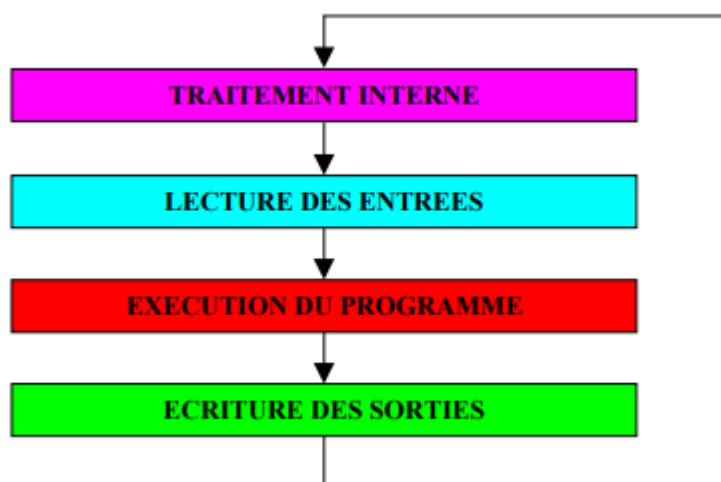 TRAITEMENT INTERNE
LECTURE DES ENTREES
EXECUTION DU PROGRAMME
ECRITURE DES SORTIES